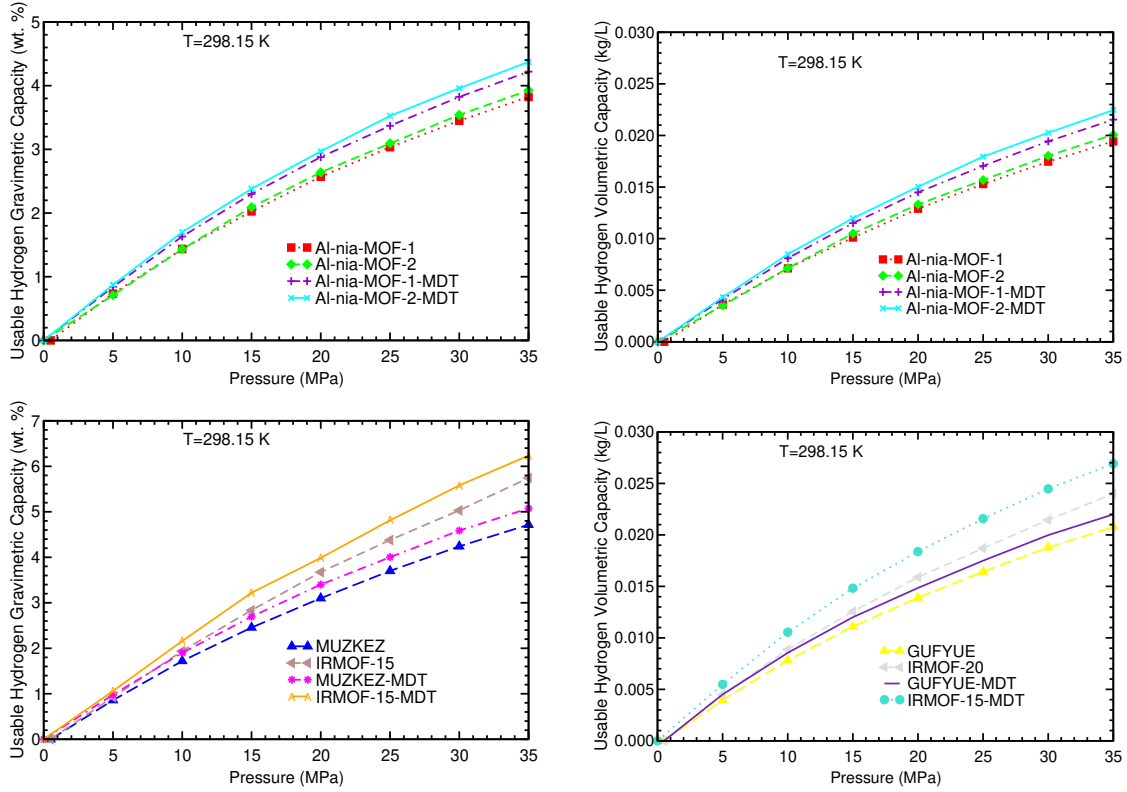 Usable Hydrogen Gravimetric Capacity (wt. %)
5
4
3
2
1
0
T=298.15 K
Al-nia-MOF-1
Al-nia-MOF-2
Al-nia-MOF-1-MDT
Al-nia-MOF-2-MDT
0 5 10 15 20 25 30 35
Pressure (MPa)
Usable Hydrogen Volumetric Capacity (kg/L)
0.030
0.025
0.020
0.015
0.010
0.005
0.000
T=298.15 K
Al-nia-MOF-1
Al-nia-MOF-2
Al-nia-MOF-1-MDT
Al-nia-MOF-2-MDT
0 5 10 15 20 25 30 35
Pressure (MPa)
Usable Hydrogen Gravimetric Capacity (wt. %)
7
6
5
4
3
2
1
0
T=298.15 K
MUZKEZ
IRMOF-15
MUZKEZ-MDT
IRMOF-15-MDT
0 5 10 15 20 25 30 35
Pressure (MPa)
Usable Hydrogen Volumetric Capacity (kg/L)
0.030
0.025
0.020
0.015
0.010
0.005
0.000
T=298.15 K
GUFYUE
IRMOF-20
GUFYUE-MDT
IRMOF-15-MDT
0 5 10 15 20 25 30 35
Pressure (MPa)